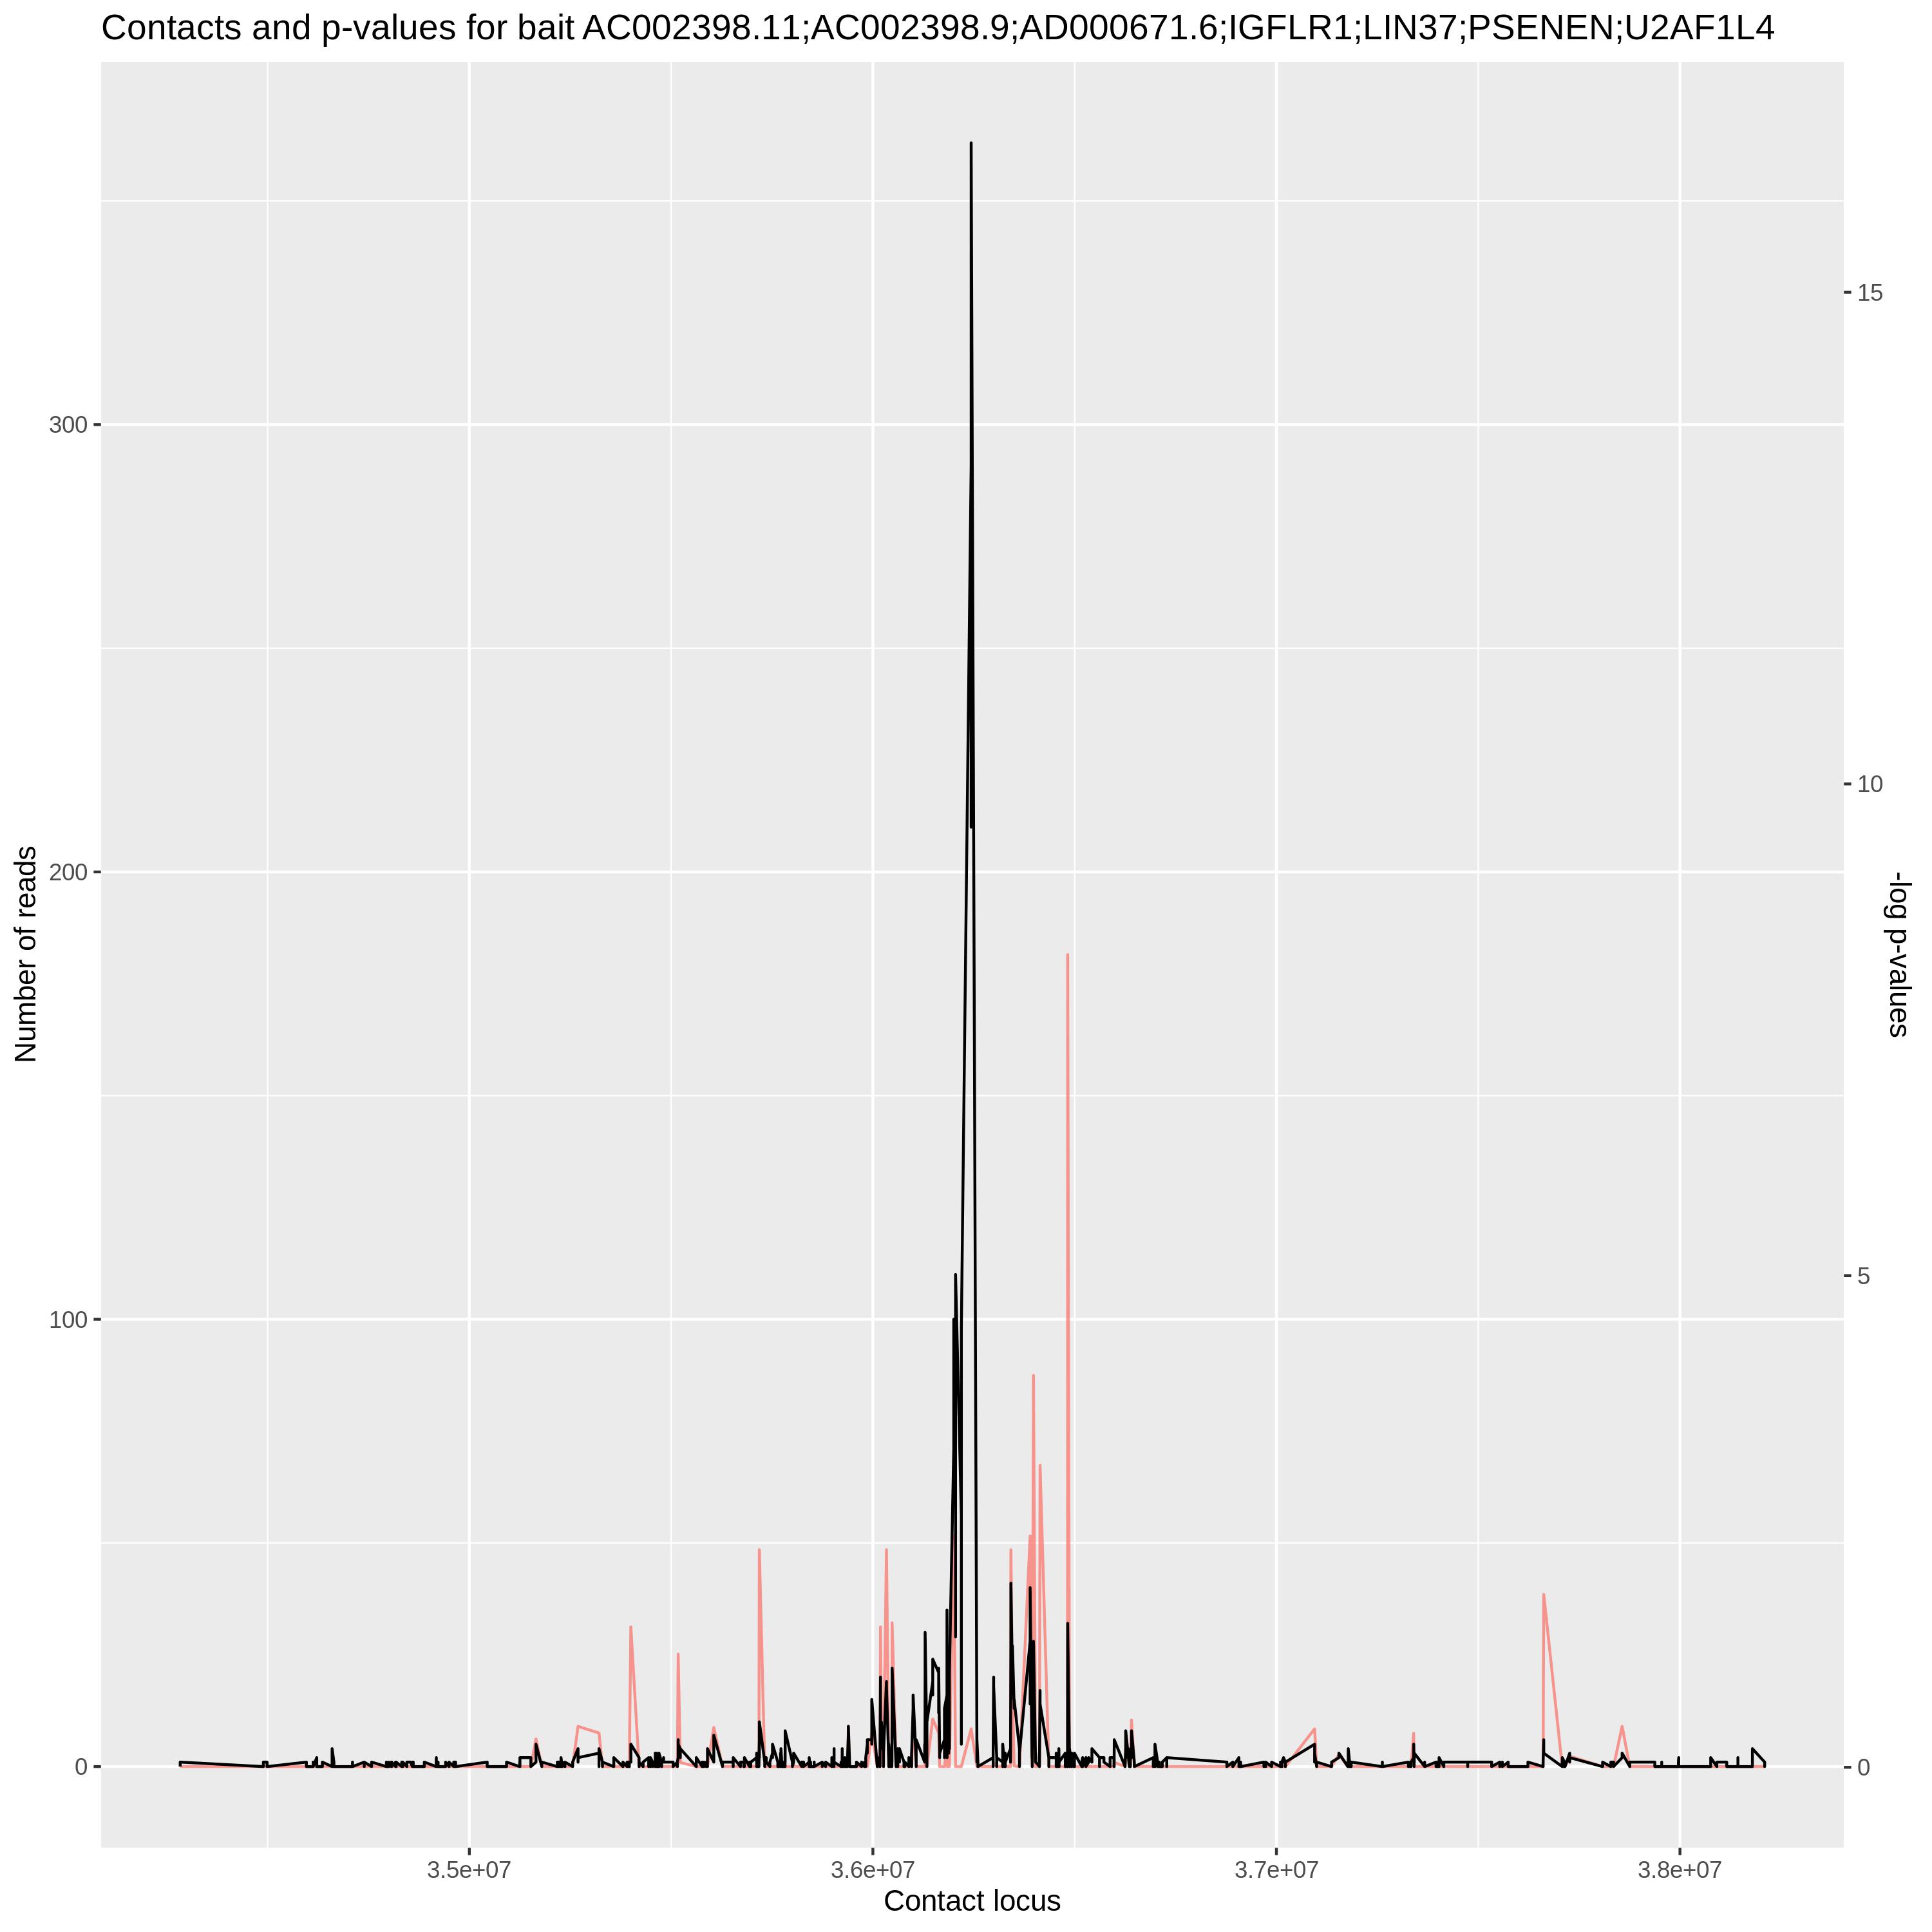 Contacts and p-values for bait AC002398.11;AC002398.9;AD000671.6;IGFLR1;LIN37;PSENEN;U2AF1L4
Number of reads
300
200
100
0
15
10
5
0
-log p-values
3.5e+07
3.6e+07
3.7e+07
3.8e+07
Contact locus